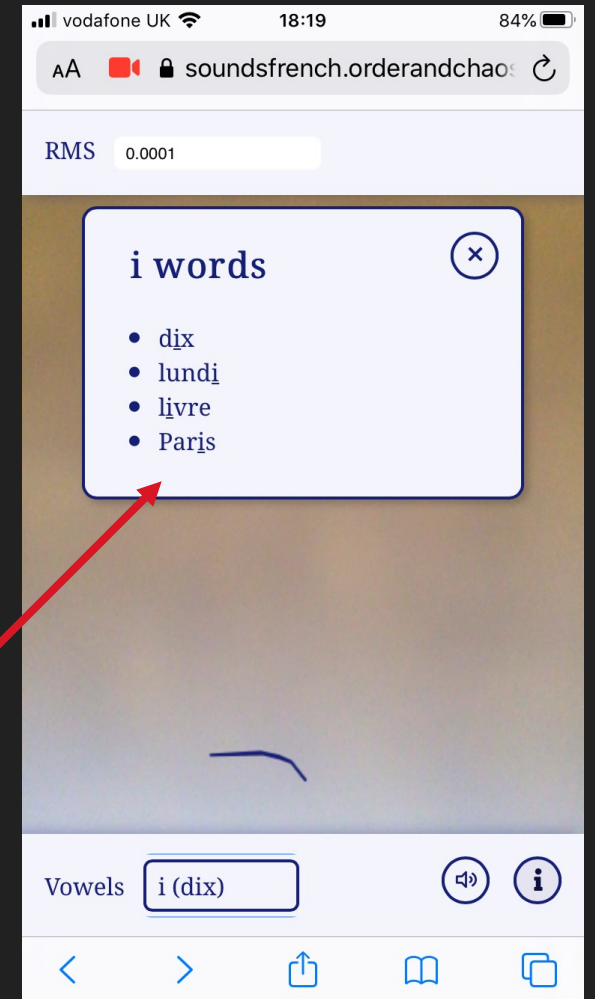 vodafone UK 18:19 84%
AA soundsfrench.orderandchaos
RMS 0.0001
i words
• dix
• lundi
• livre
• Paris
Vowels i (dix)
i